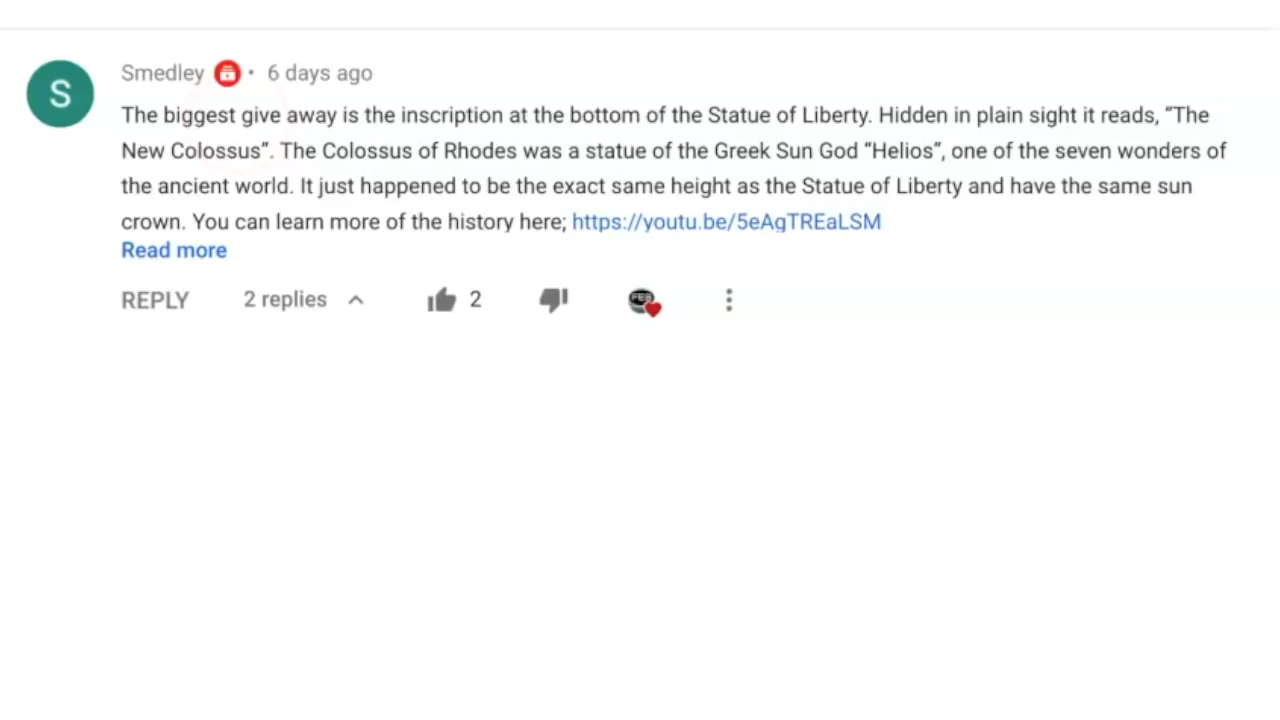 S
Smedley • 6 days ago
The biggest give away is the inscription at the bottom of the Statue of Liberty. Hidden in plain sight it reads, “The
New Colossus”. The Colossus of Rhodes was a statue of the Greek Sun God “Helios”, one of the seven wonders of
the ancient world. It just happened to be the exact same height as the Statue of Liberty and have the same sun
crown. You can learn more of the history here; https://youtu.be/5eAgTREaLSM
Read more
REPLY 2 replies 2